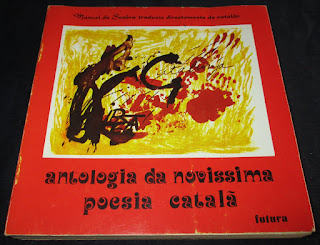 Manuel de Seabra traduziu directamente do catalão
antologia da novíssima
poesia catalã
futura